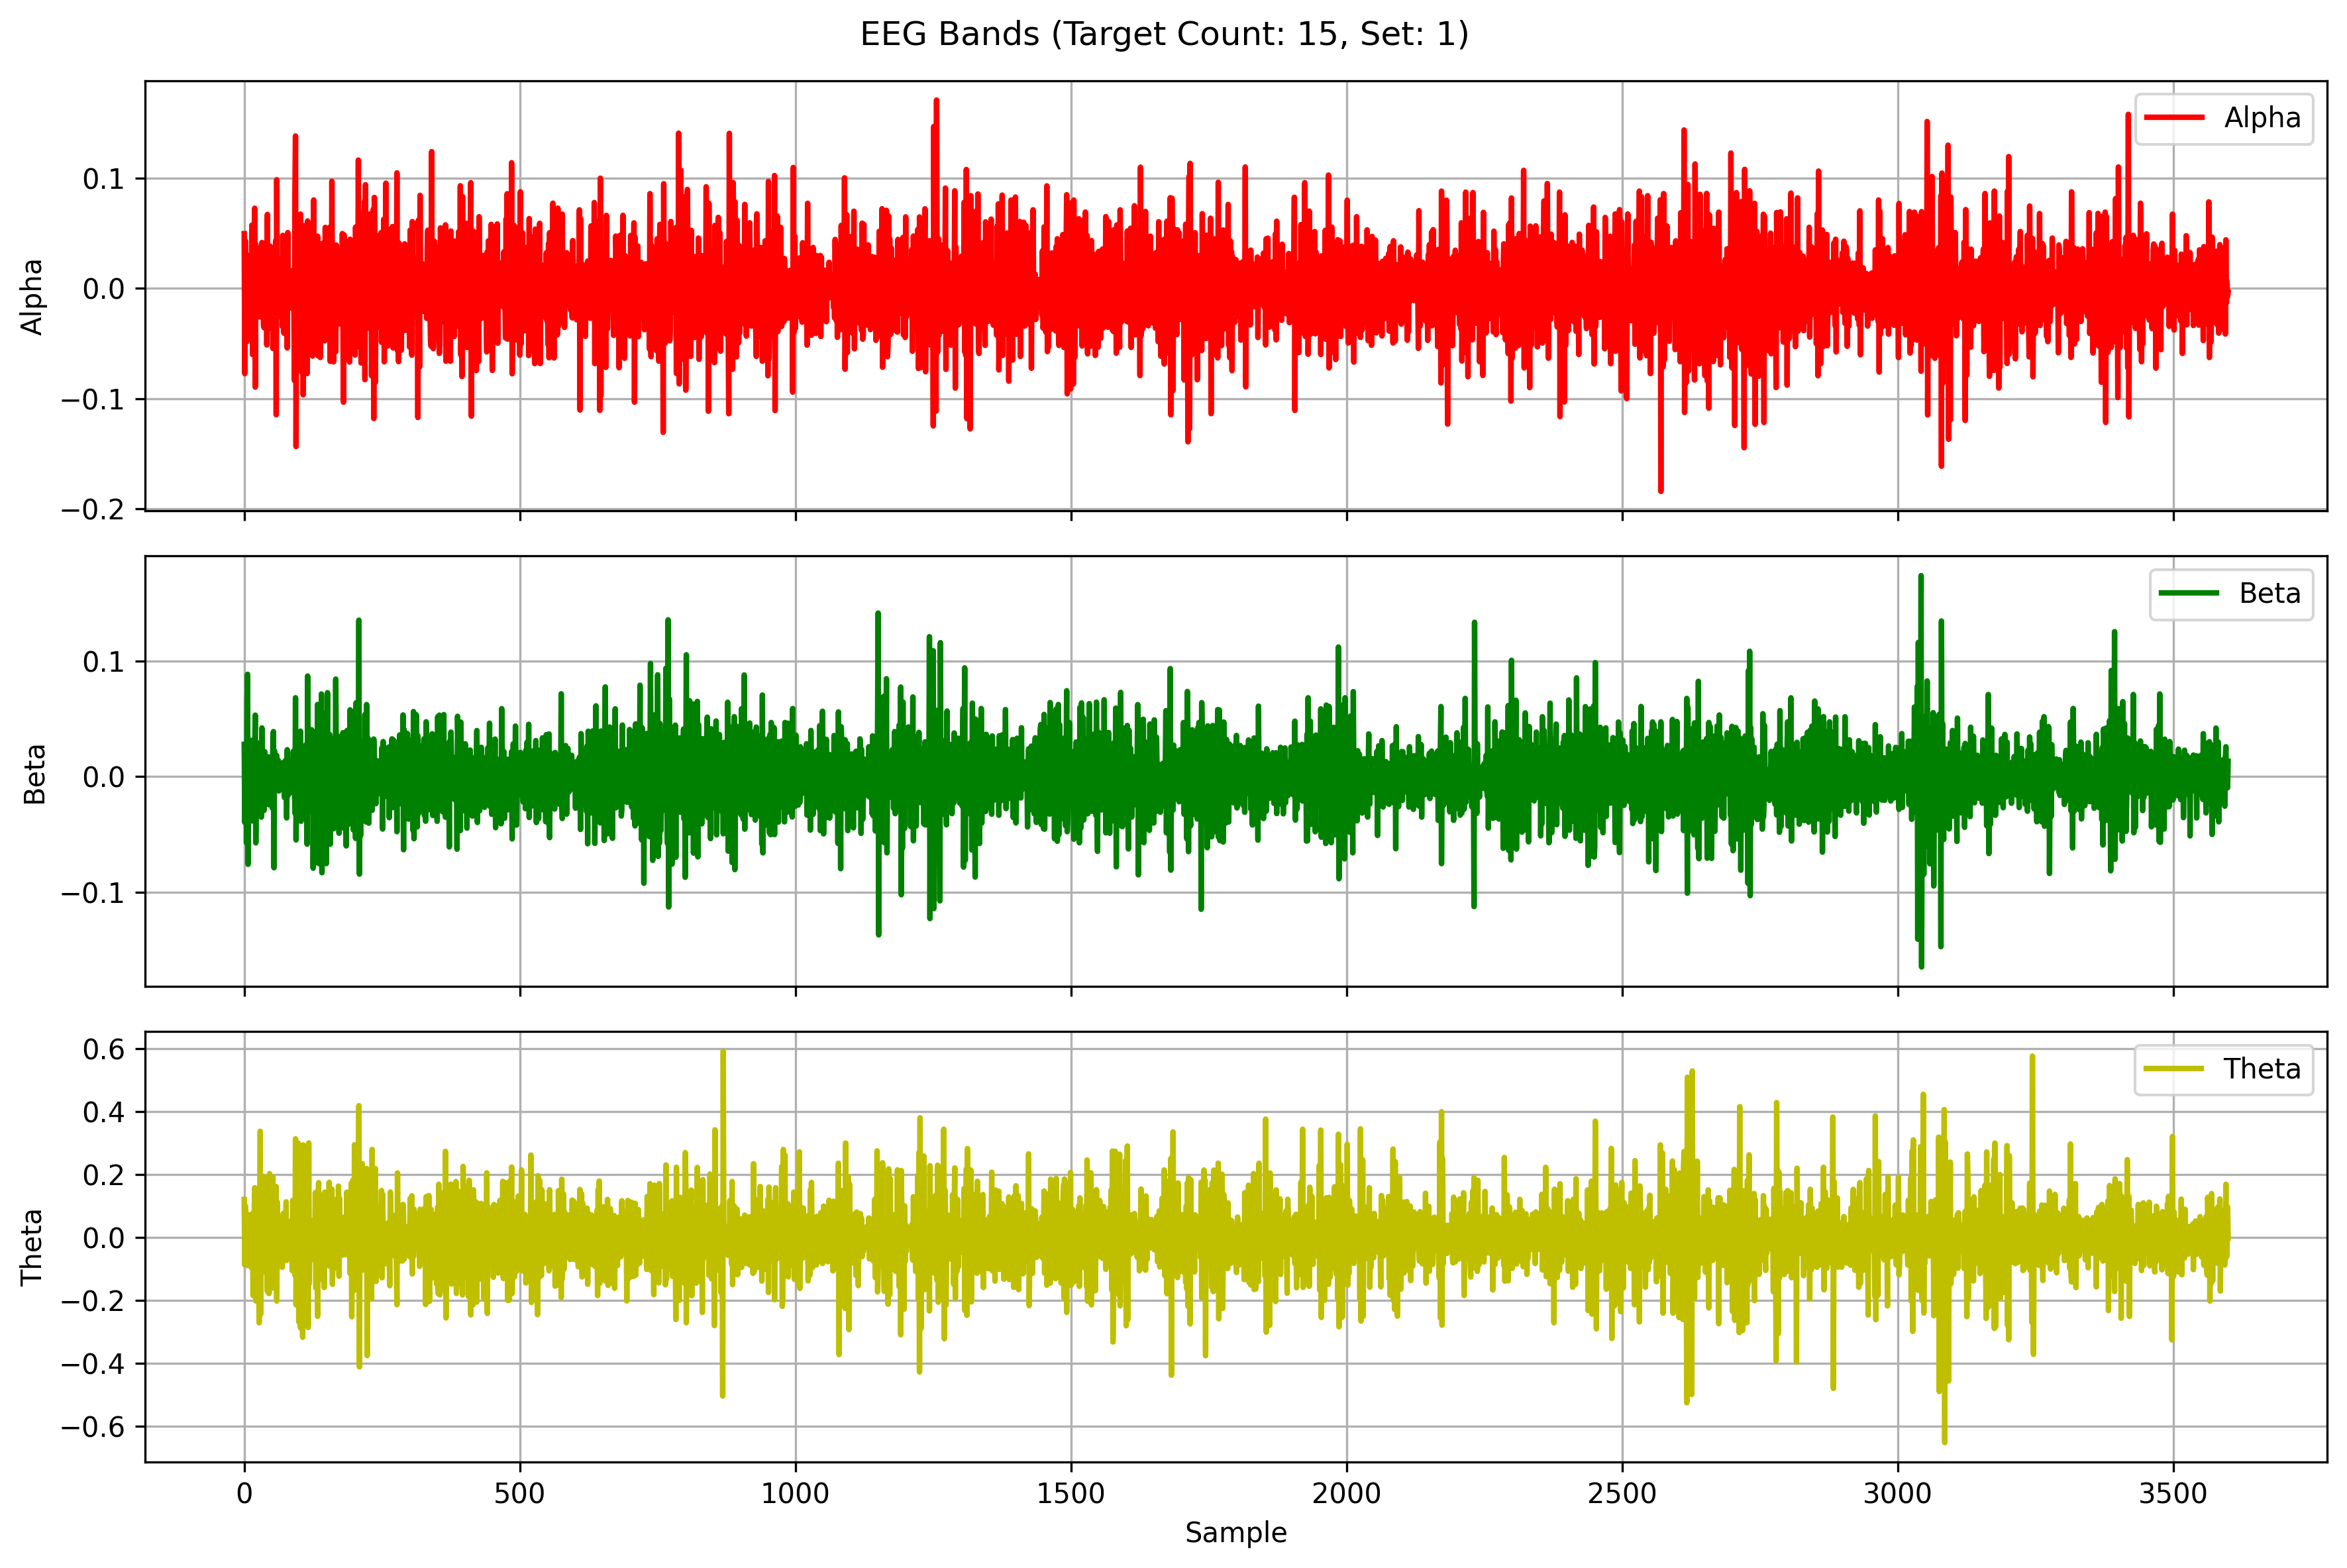 EEG Bands (Target Count: 15, Set: 1)
Alpha
0.1
0.0
−0.1
−0.2
Alpha
Beta
0.1
0.0
−0.1
Beta
Theta
0.6
0.4
0.2
0.0
−0.2
−0.4
−0.6
Theta
0 500 1000 1500 2000 2500 3000 3500
Sample